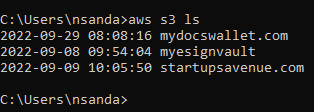 C:\Users\nsanda>aws s3 ls
2022-09-29 08:08:16 mydocswallet.com
2022-09-08 09:54:04 myesignvault
2022-09-09 10:05:50 startupsavenue.com
C:\Users\nsanda>